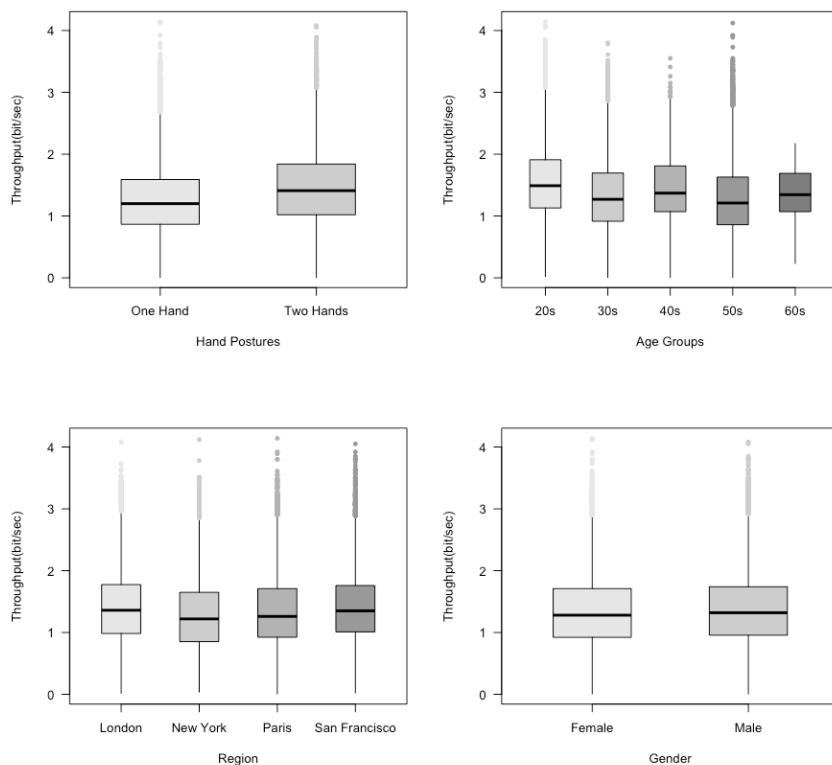 Throughput(bit/sec)
4
3
2
1
0
One Hand
Two Hands
Hand Postures
Throughput(bit/sec)
4
3
2
1
0
20s
30s
40s
50s
60s
Age Groups
Throughput(bit/sec)
4
3
2
1
0
London
New York
Paris
San Francisco
Region
Throughput(bit/sec)
4
3
2
1
0
Female
Male
Gender